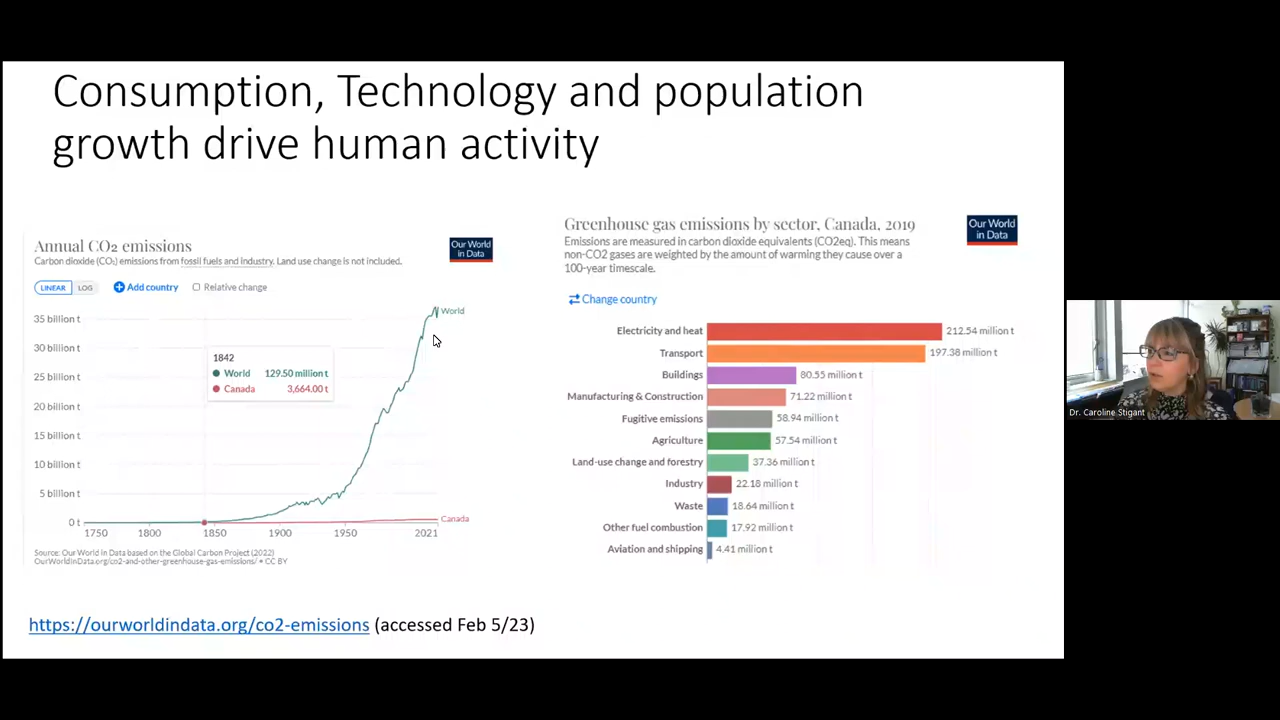 Consumption, Technology and population
growth drive human activity
Annual CO₂ emissions
Carbon dioxide (CO₂) emissions from fossil fuels and industry. Land use change is not included.
Our World
in Data
LINEAR LOG Add country Relative change
35 billion t
30 billion t
25 billion t
20 billion t
15 billion t
10 billion t
5 billion t
0 t
1750 1800 1850 1900 1950 2021
World
Canada
1842
World 129.50 million t
Canada 3,664.00 t
Source: Our World in Data based on the Global Carbon Project (2022)
OurWorldInData.org/co2-and-other-greenhouse-gas-emissions/ • CC BY
Greenhouse gas emissions by sector, Canada, 2019
Emissions are measured in carbon dioxide equivalents (CO2eq). This means
non-CO2 gases are weighted by the amount of warming they cause over a
100-year timescale.
Our World
in Data
Change country
Electricity and heat 212.54 million t
Transport 197.38 million t
Buildings 80.55 million t
Manufacturing & Construction 71.22 million t
Fugitive emissions 58.94 million t
Agriculture 57.54 million t
Land-use change and forestry 37.36 million t
Industry 22.18 million t
Waste 18.64 million t
Other fuel combustion 17.92 million t
Aviation and shipping 4.41 million t
https://ourworldindata.org/co2-emissions (accessed Feb 5/23)
Dr. Caroline Stigant